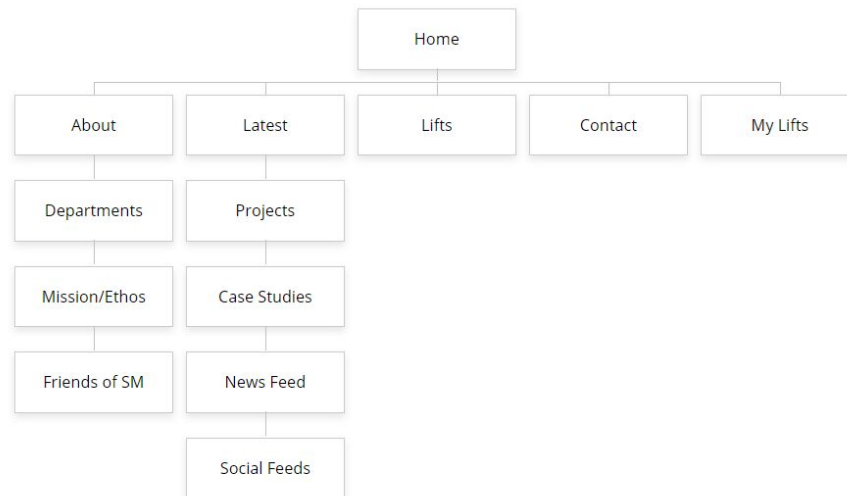 Home
About
Latest
Lifts
Contact
My Lifts
Departments
Projects
Mission/Ethos
Case Studies
Friends of SM
News Feed
Social Feeds